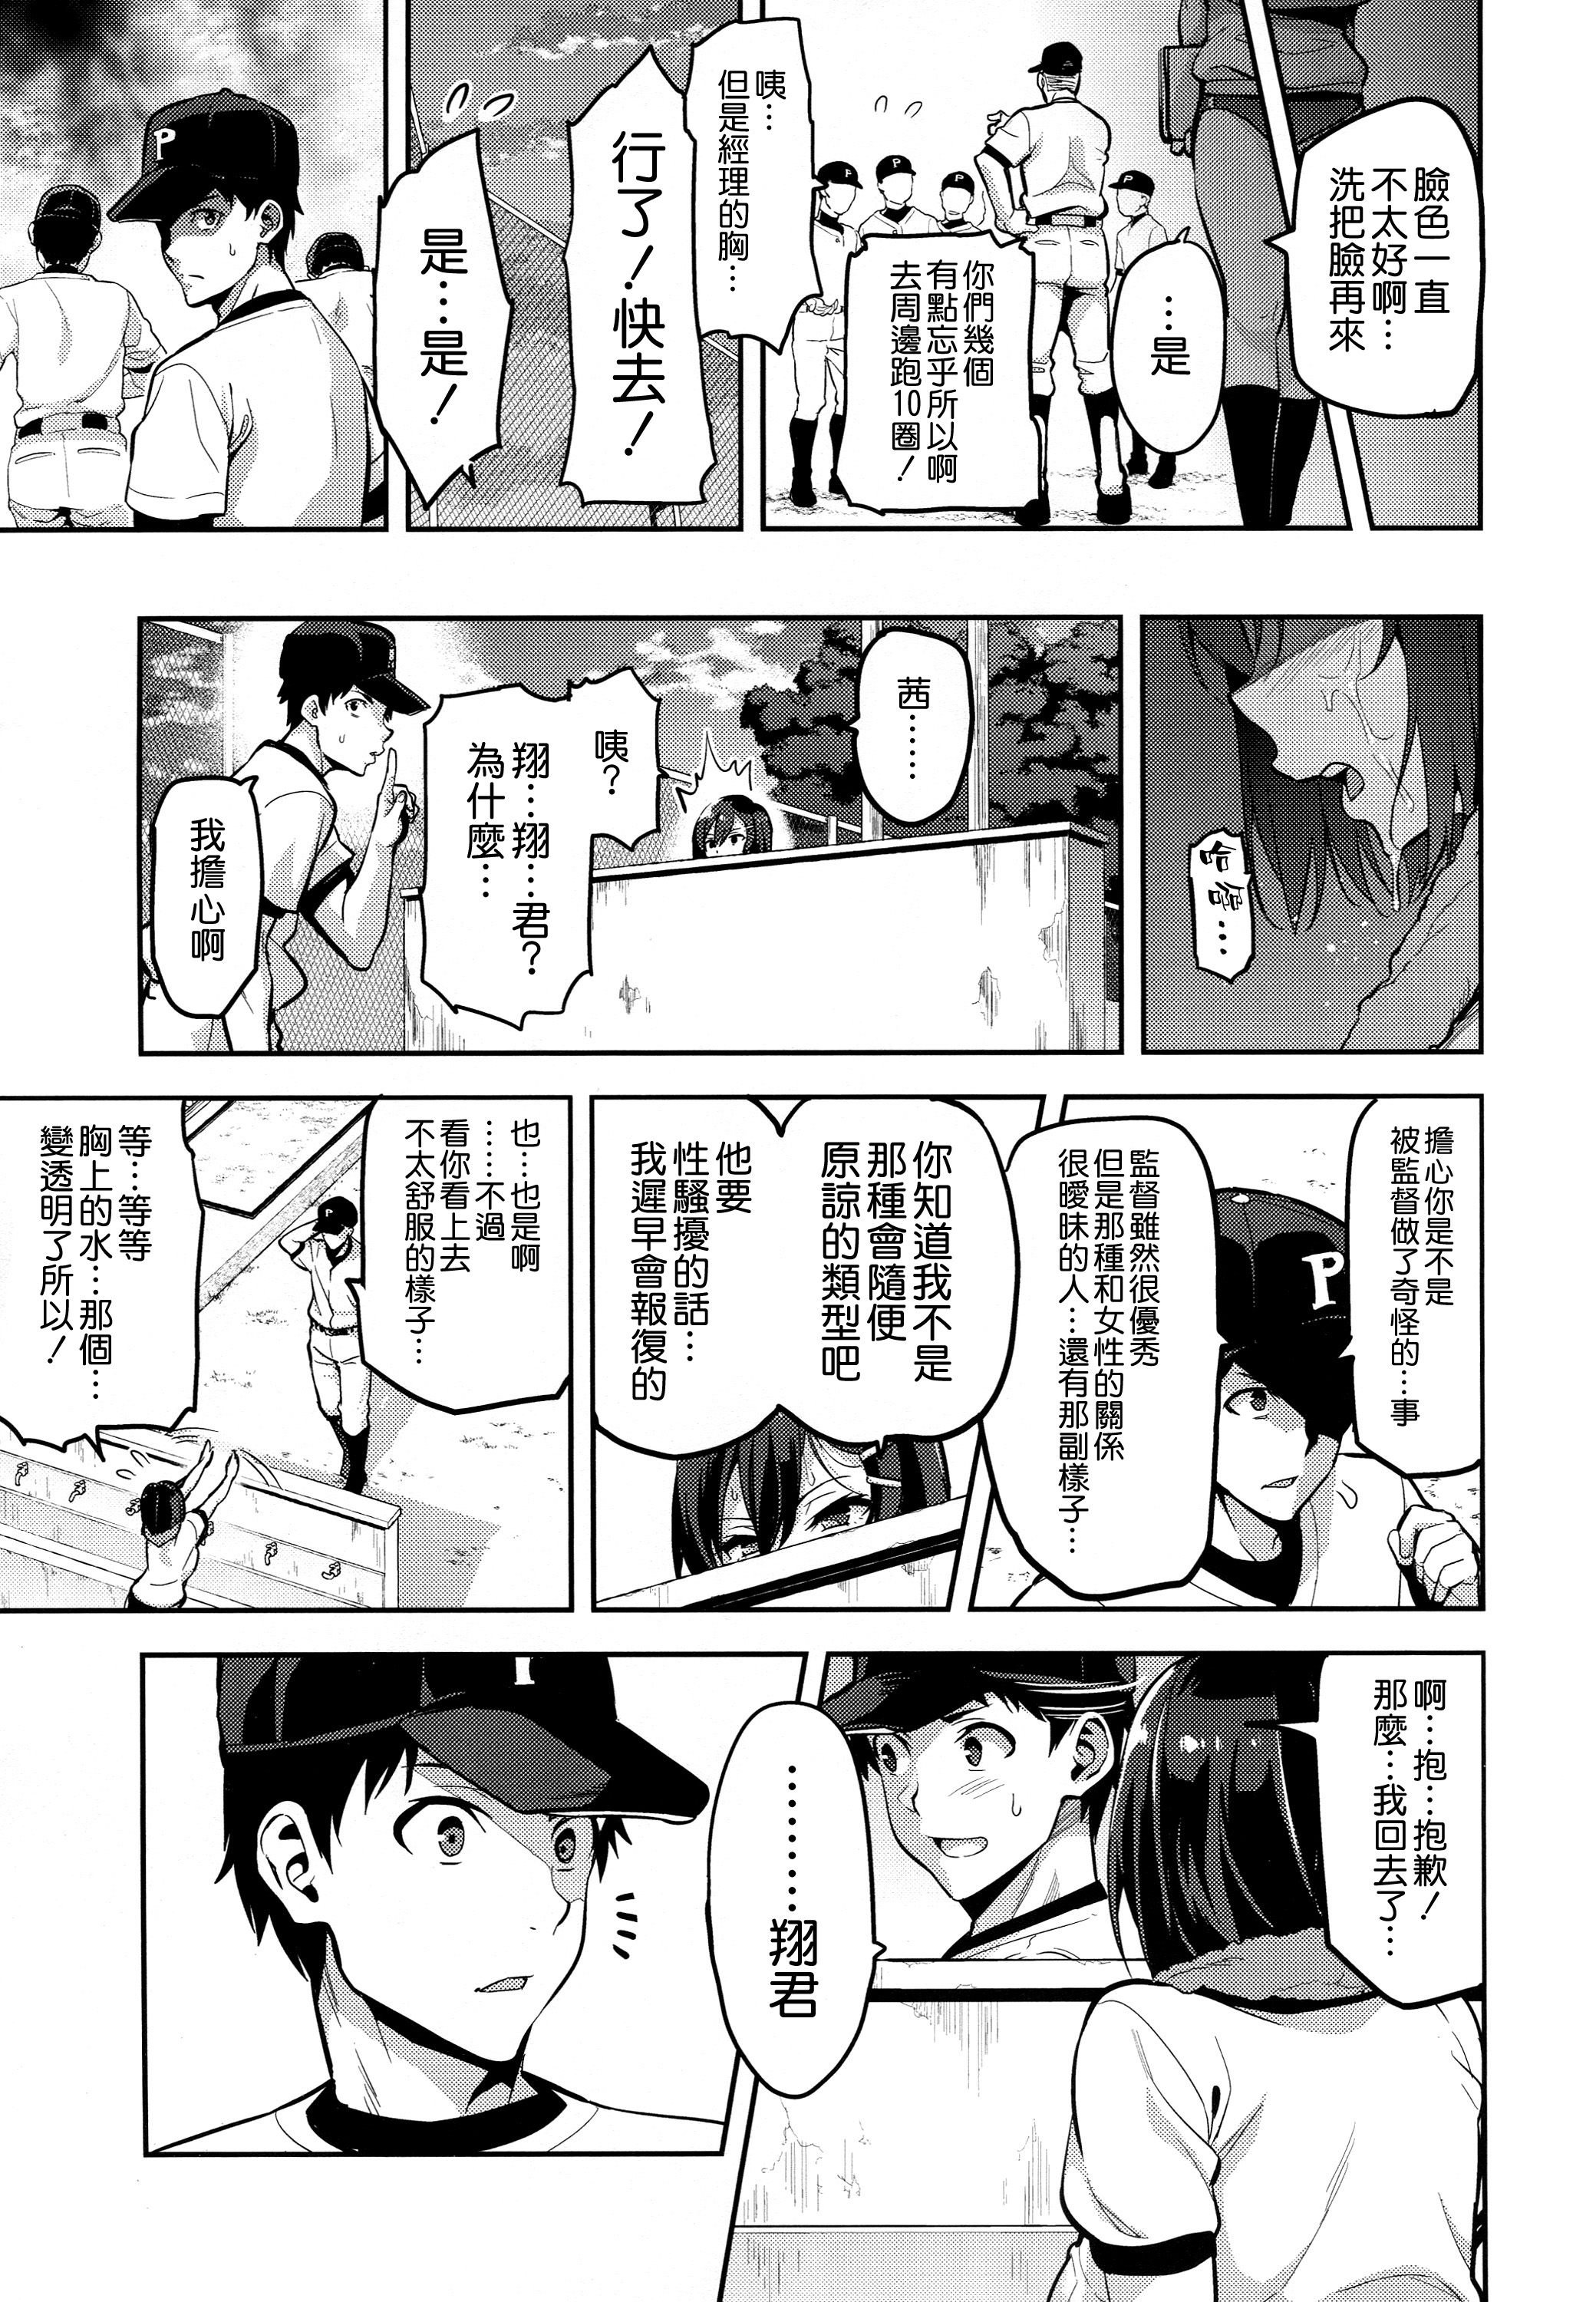 臉色一直
不太好啊…
洗把臉再來
…是
你們幾個
有點忘乎所以啊
去周邊跑10圈！
咦…
但是經理的胸…
行了！快去！
是…是！
P
P
P
P
哈……
茜……
咦？
翔…翔…君？
為什麼…
我擔心啊
擔心你是不是
被監督做了奇怪的…事
監督雖然很優秀
但是那種和女性的關係
很曖昧的人…還有那副樣子…
P
你知道我不是
那種會隨便
原諒的類型吧
他要
性騷擾的話…
我遲早會報復的
也…也是啊
……不過
看你看上去
不太舒服的樣子…
P
等…等等
胸上的水…那個…
變透明了所以！
啊…抱…抱歉！
那麼…我回去了…
………翔君
P